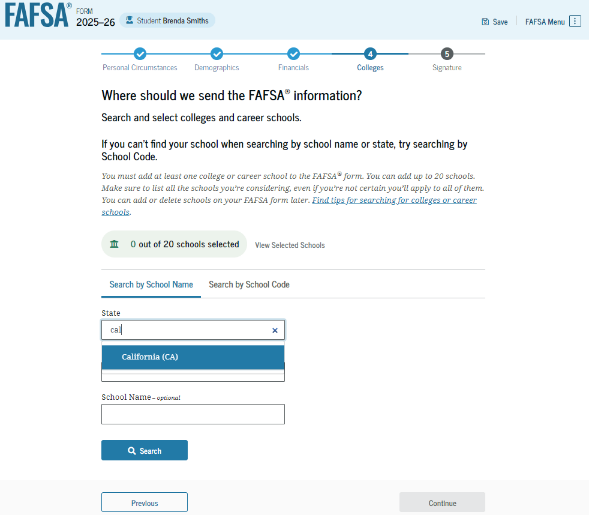 FAFSA® FORM 2025–26 Student Brenda Smiths Save FAFSA Menu
4 5
Personal Circumstances Demographics Financials Colleges Signature
Where should we send the FAFSA® information?
Search and select colleges and career schools.
If you can't find your school when searching by school name or state, try searching by
School Code.
You must add at least one college or career school to the FAFSA® form. You can add up to 20 schools.
Make sure to list all the schools you're considering, even if you're not certain you'll apply to all of them.
You can add or delete schools on your FAFSA form later. Find tips for searching for colleges or career
schools.
0 out of 20 schools selected View Selected Schools
Search by School Name Search by School Code
State
cal
California (CA)
School Name – optional
Search
Previous Continue